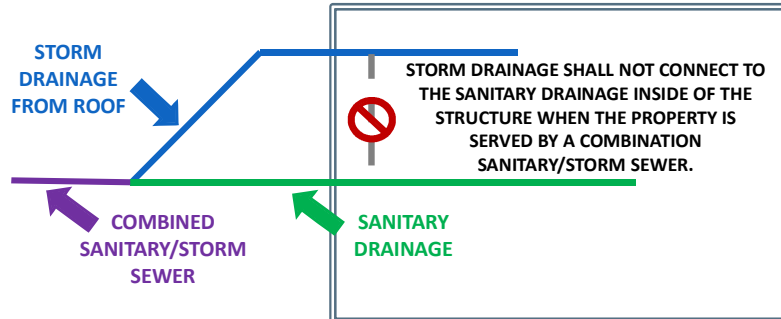 STORM
DRAINAGE
FROM ROOF
STORM DRAINAGE SHALL NOT CONNECT TO
THE SANITARY DRAINAGE INSIDE OF THE
STRUCTURE WHEN THE PROPERTY IS
SERVED BY A COMBINATION
SANITARY/STORM SEWER.
COMBINED
SANITARY/STORM
SEWER
SANITARY
DRAINAGE